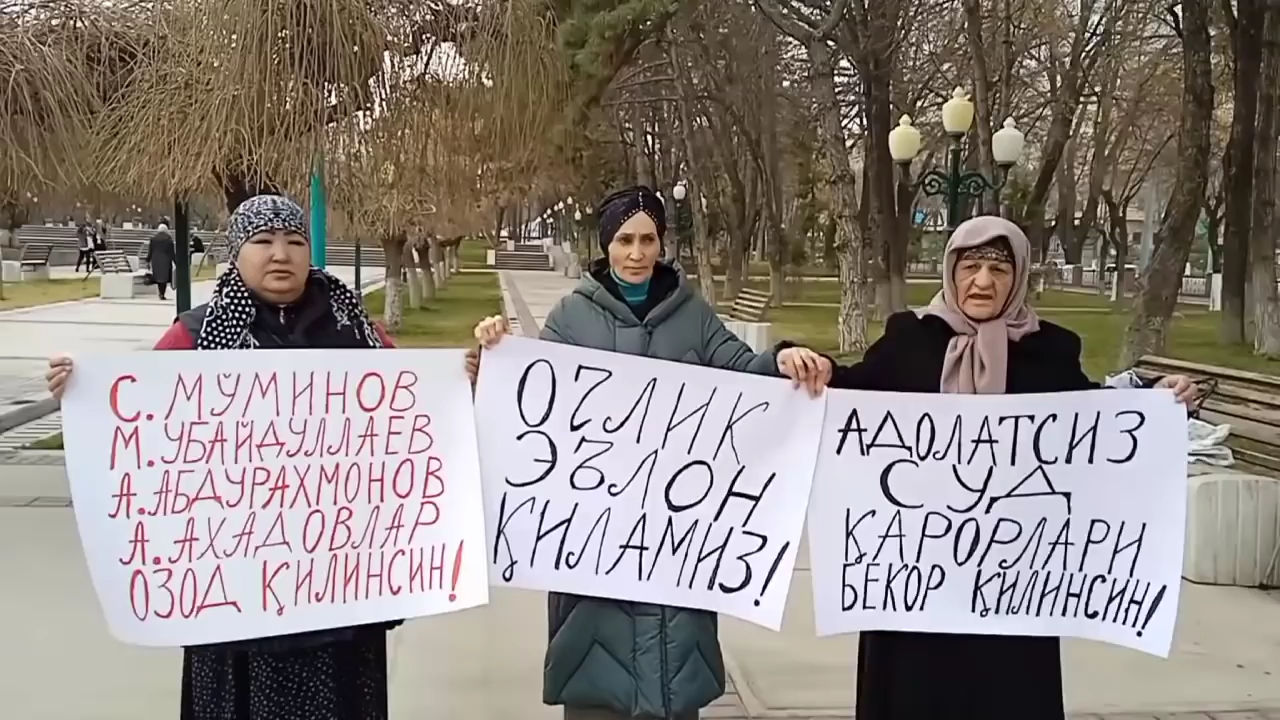 С. МЎМИНОВ
М. УБАЙДУЛЛАЕВ
А. АБДУРАХМОНОВ
А. АХАДОВЛАР
ОЗОД ҚИЛИНСИН!
ОЧЛИК
ЭЪЛОН
ҚИЛАМИЗ!
АДОЛАТСИЗ
СУД
ҚАРОРЛАРИ
БЕКОР ҚИЛИНСИН!